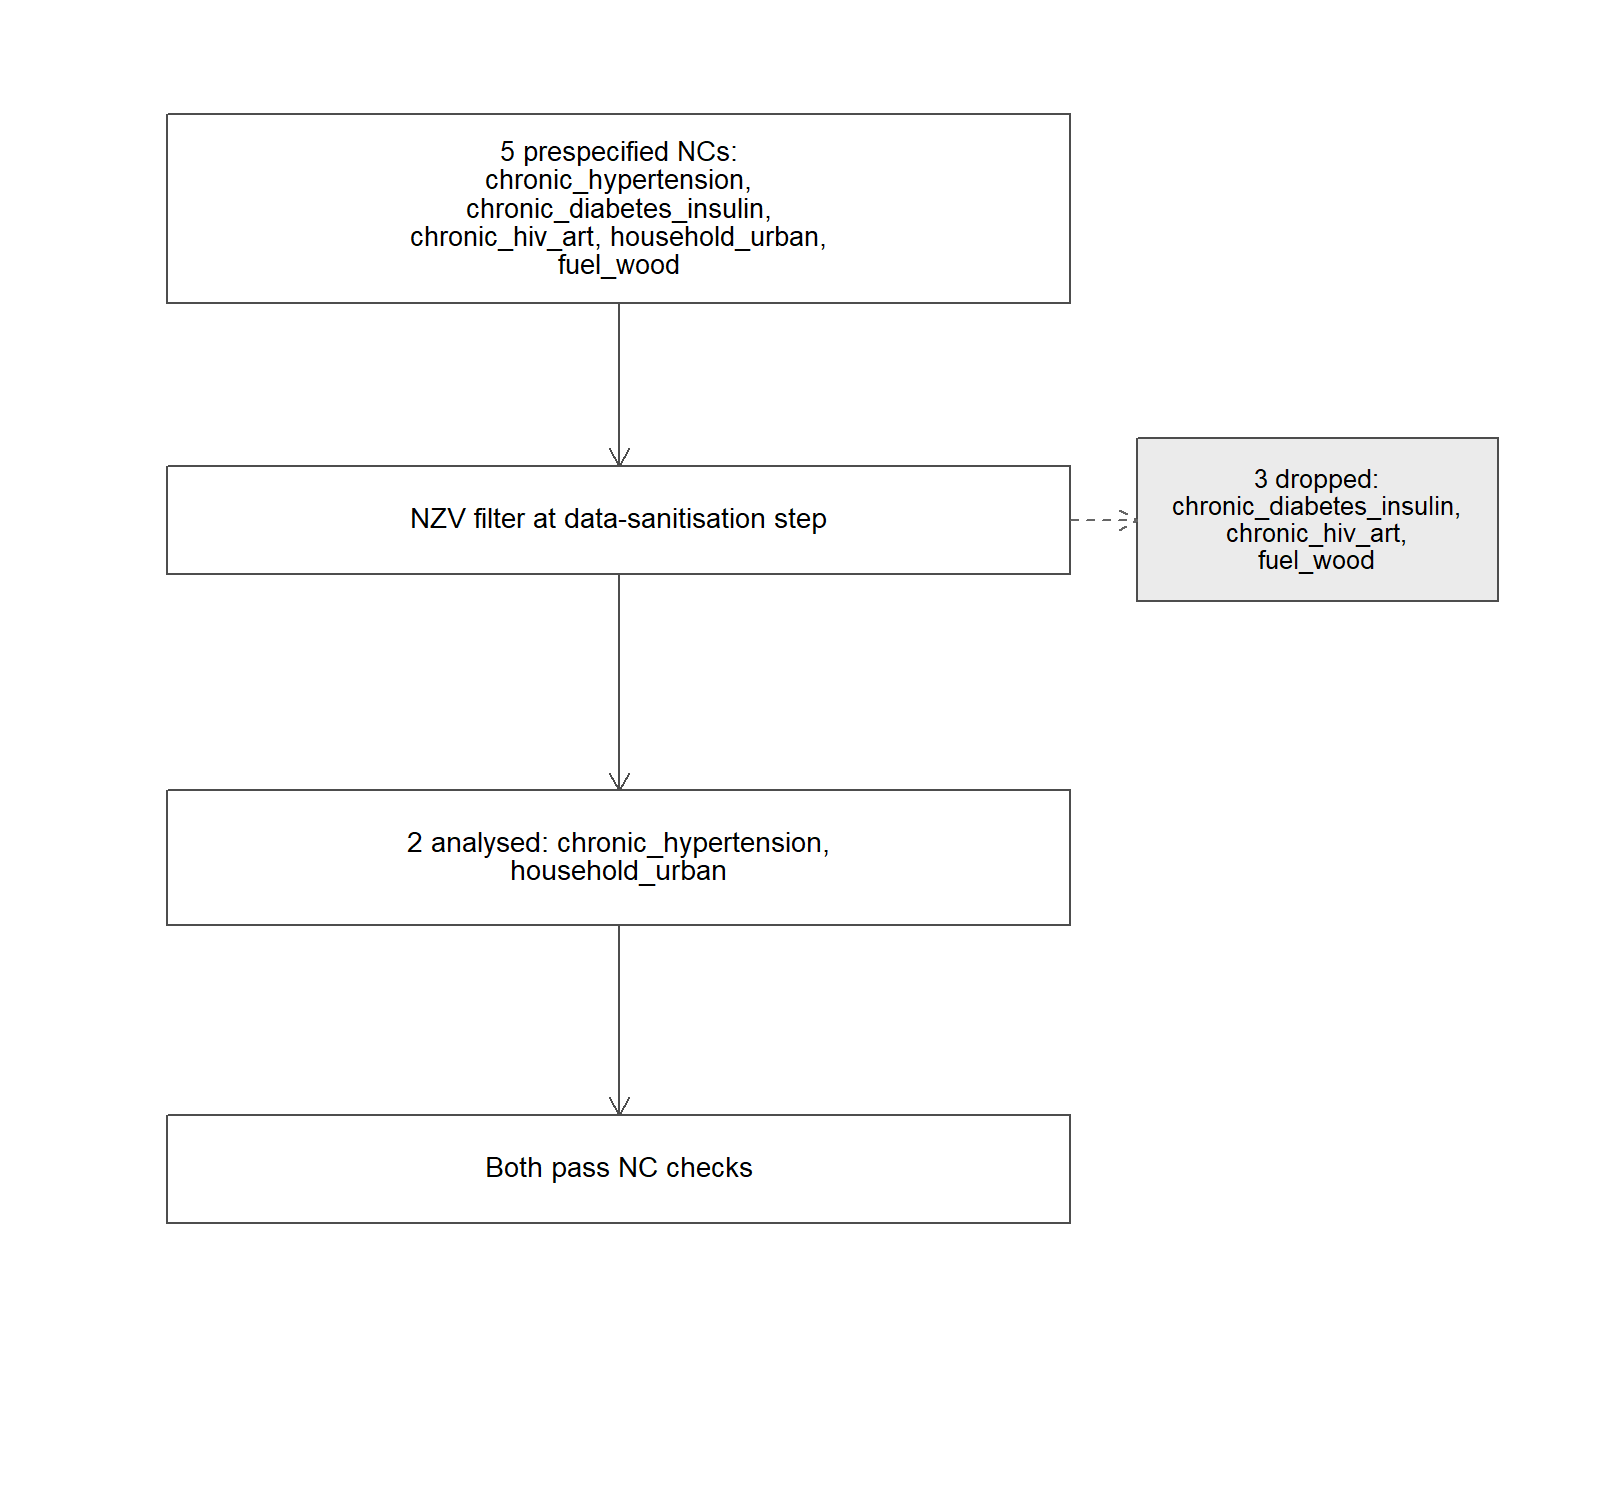 5 prespecified NCs:
chronic_hypertension,
chronic_diabetes_insulin,
chronic_hiv_art, household_urban,
fuel_wood
NZV filter at data-sanitisation step
3 dropped:
chronic_diabetes_insulin,
chronic_hiv_art,
fuel_wood
2 analysed: chronic_hypertension,
household_urban
Both pass NC checks